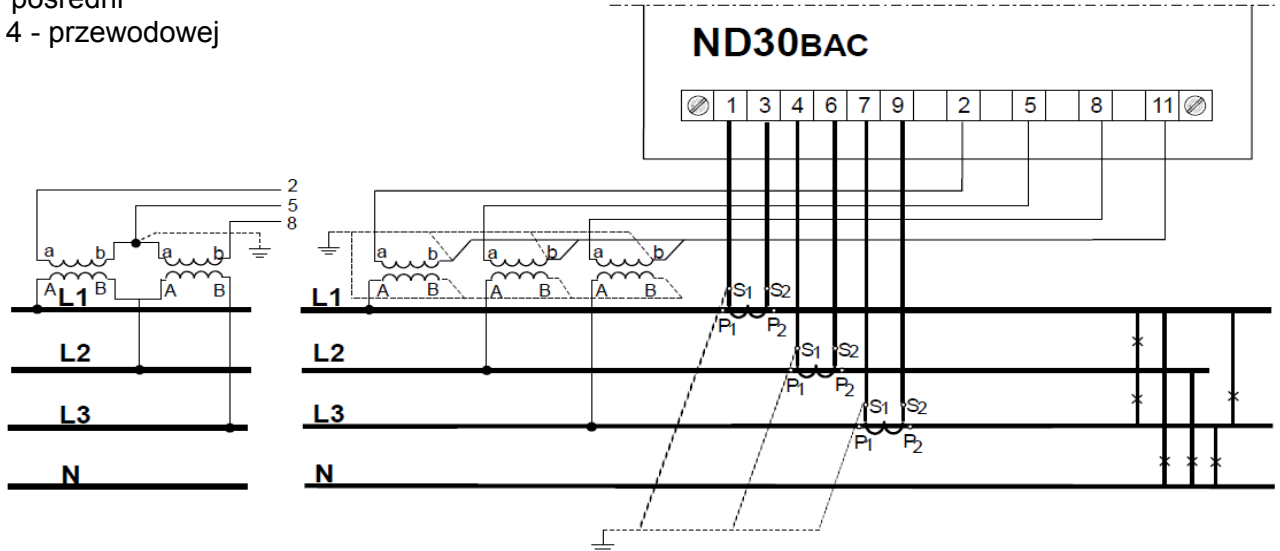 pośredni
4 - przewodowej
ND30BAC
1 3 4 6 7 9 2 5 8 11
2
5
8
a b a b
A B A B
a b a b b
A B A B A B
L1
L1
S1 S2
P1 P2
L2
L2
S1 S2
P1 P2
L3
L3
S1 S2
P1 P2
N
N